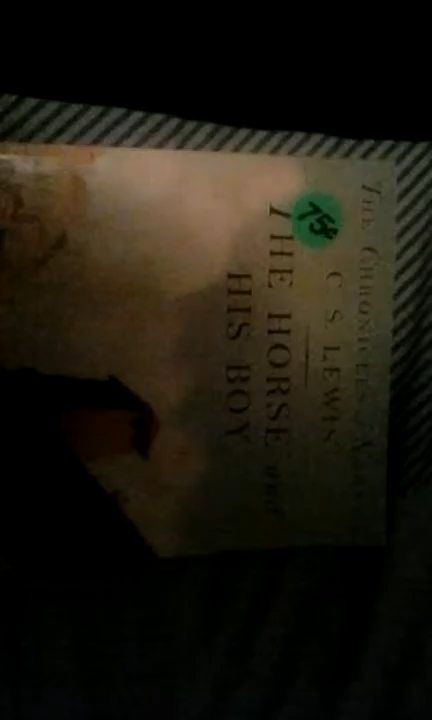 THE CHRONICLES OF NARNIA
C. S. LEWIS
THE HORSE and
HIS BOY
75¢